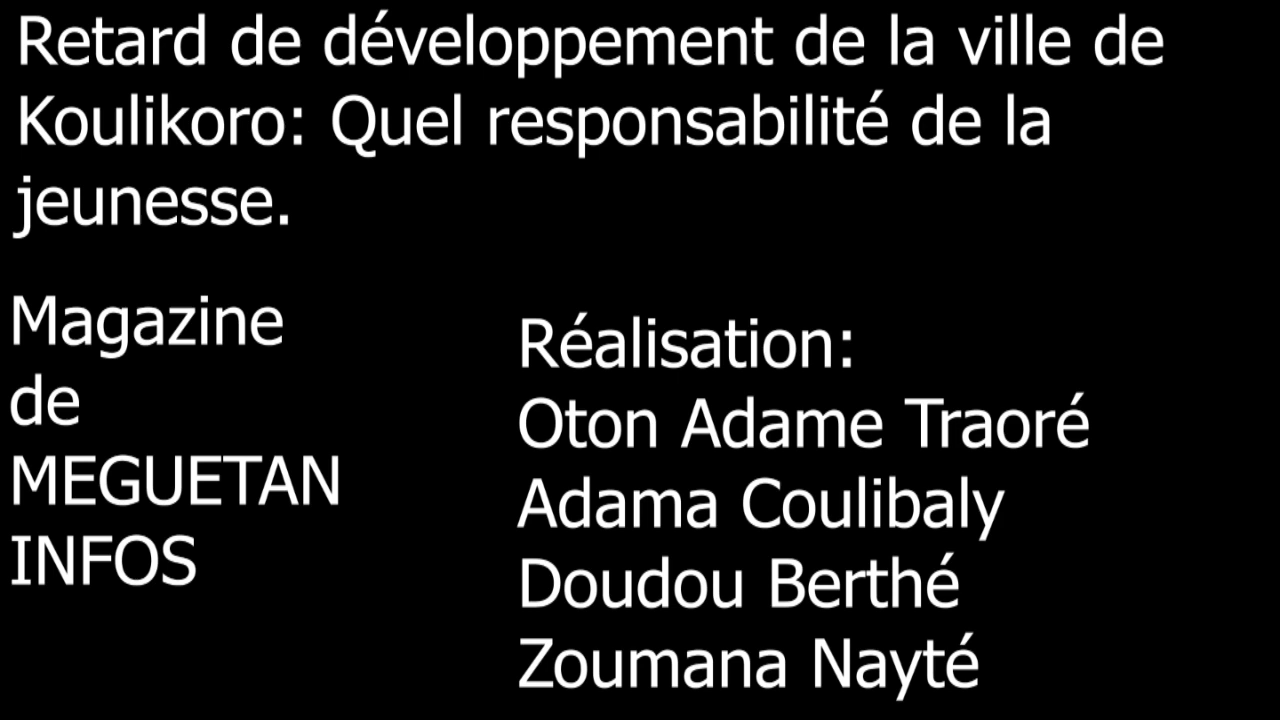 Retard de développement de la ville de
Koulikoro: Quel responsabilité de la
jeunesse.
Magazine
de
MEGUETAN
INFOS
Réalisation:
Oton Adame Traoré
Adama Coulibaly
Doudou Berthé
Zoumana Nayté